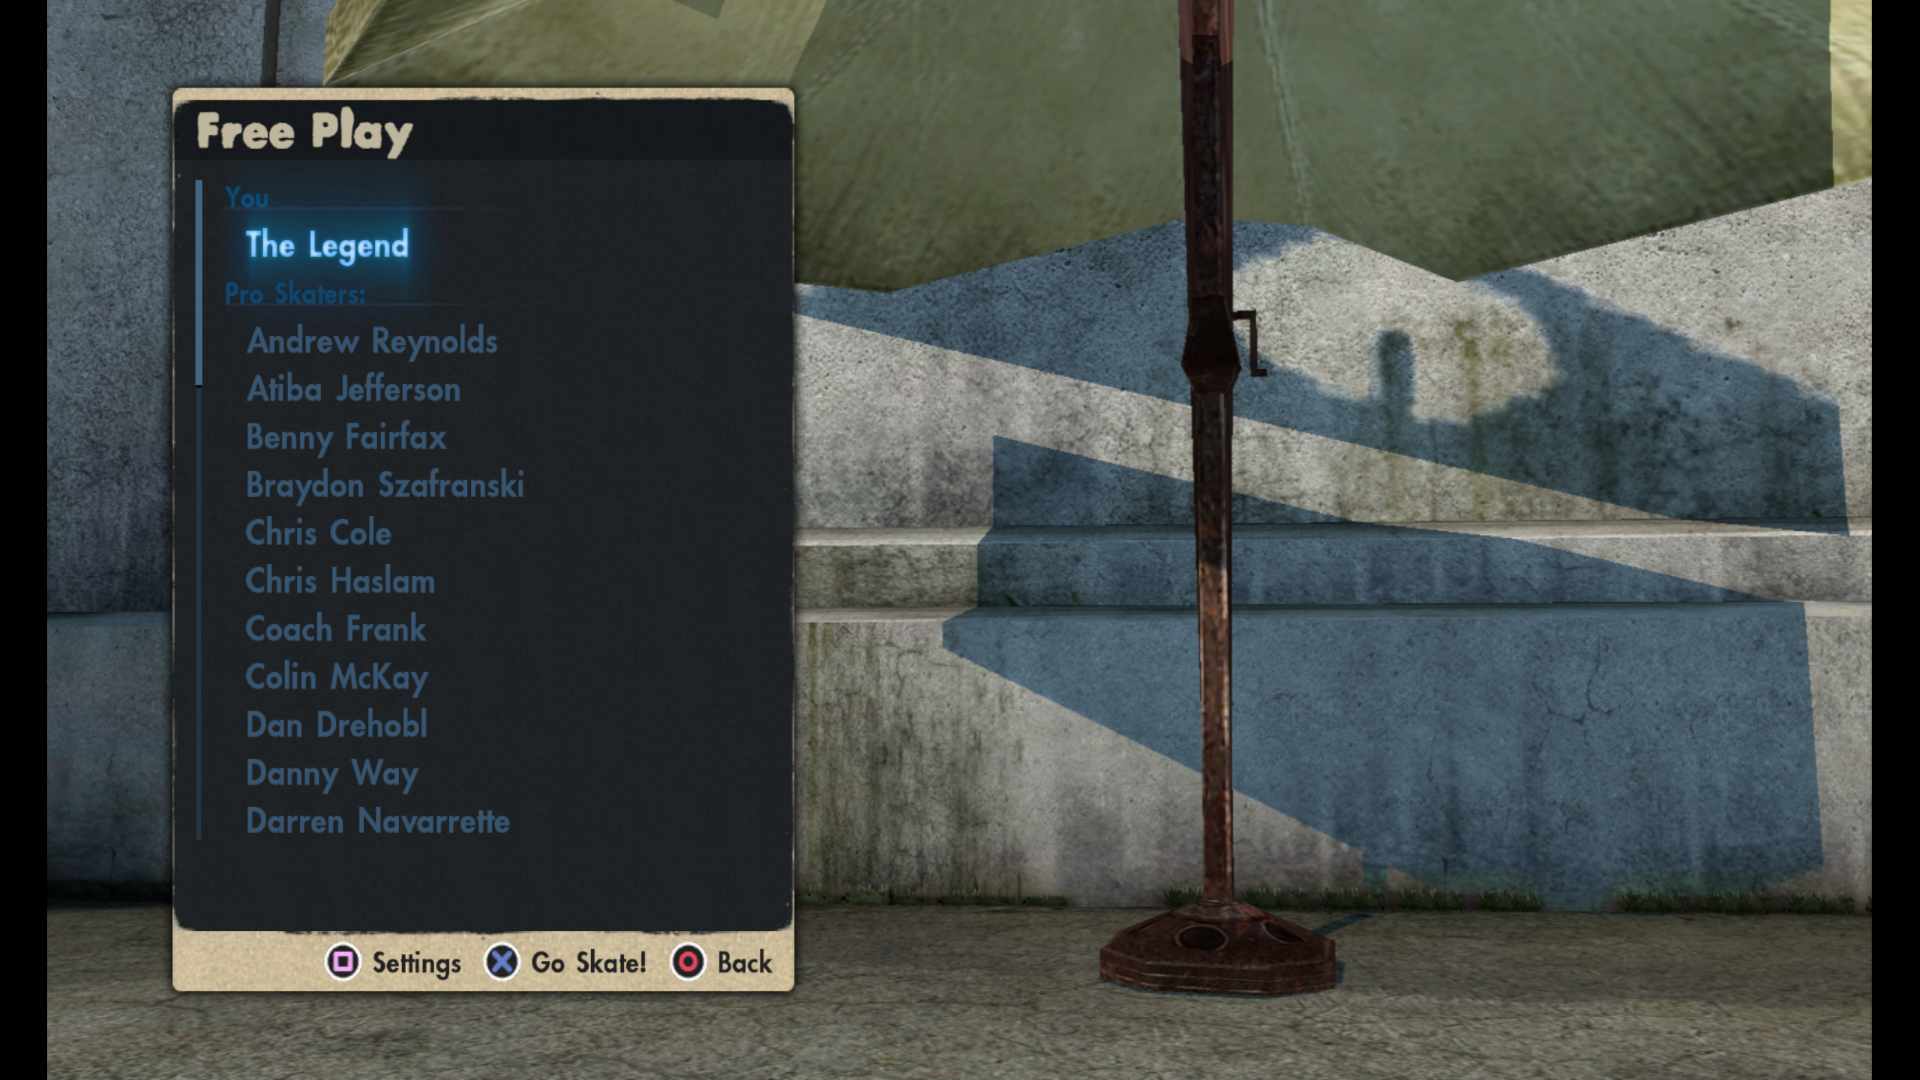 Free Play
You
The Legend
Pro Skaters:
Andrew Reynolds
Atiba Jefferson
Benny Fairfax
Braydon Szafranski
Chris Cole
Chris Haslam
Coach Frank
Colin McKay
Dan Drehobl
Danny Way
Darren Navarrette
Settings Go Skate! Back